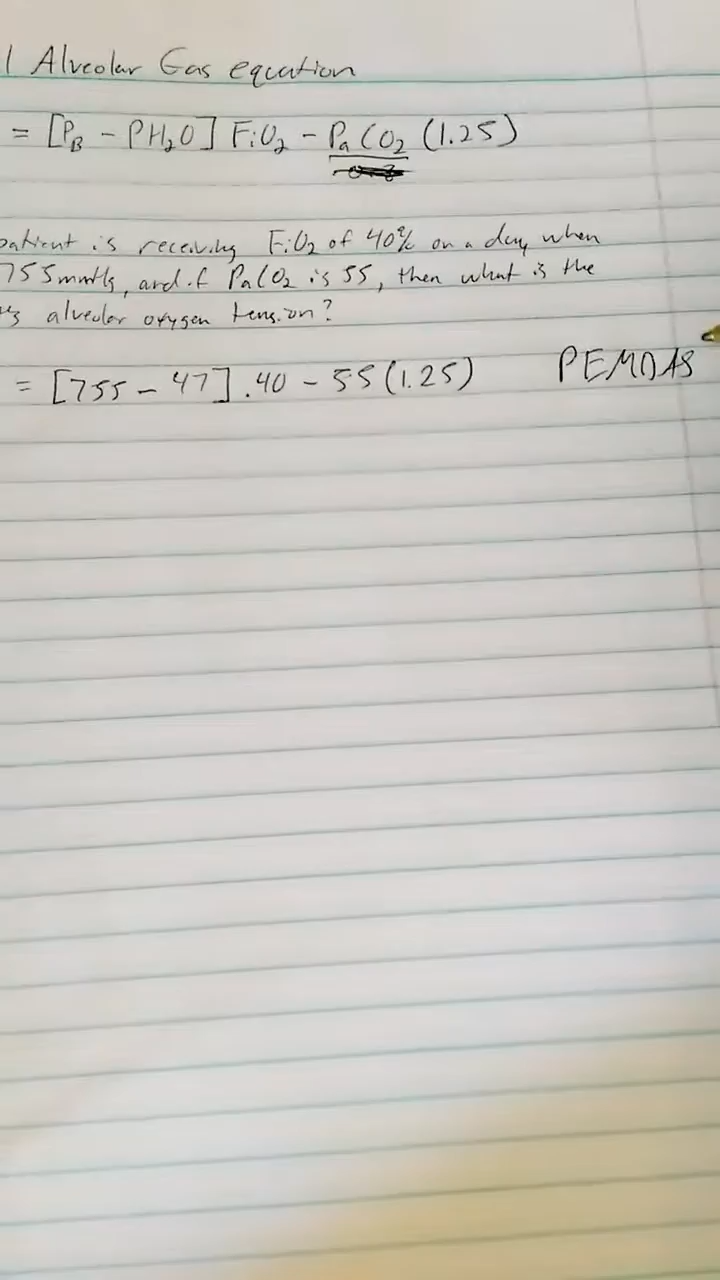 1 Alveolar Gas equation
= [PB - PH2O] FiO2 - PaCO2 (1.25)
patient is receiving FiO2 of 40% on a day when
755 mmHg, and if PaCO2 is 55, then what is the
alveolar oxygen tension?
= [755 - 47] .40 - 55 (1.25) PEMDAS